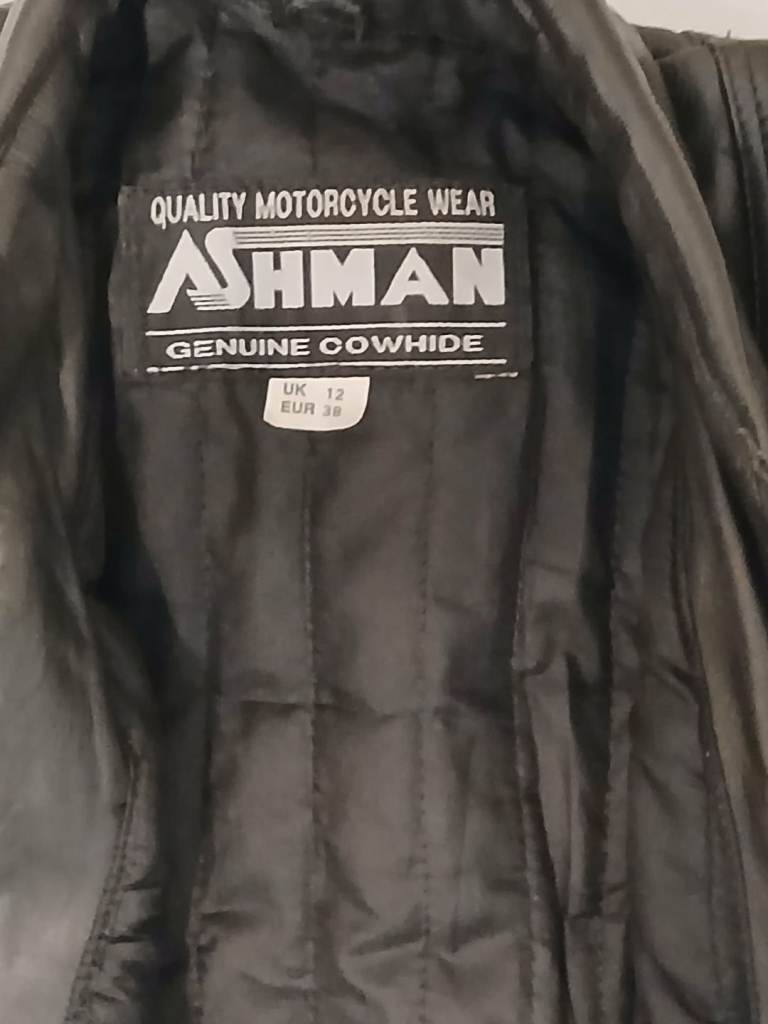 QUALITY MOTORCYCLE WEAR
ASHMAN
GENUINE COWHIDE
UK 12
EUR 38